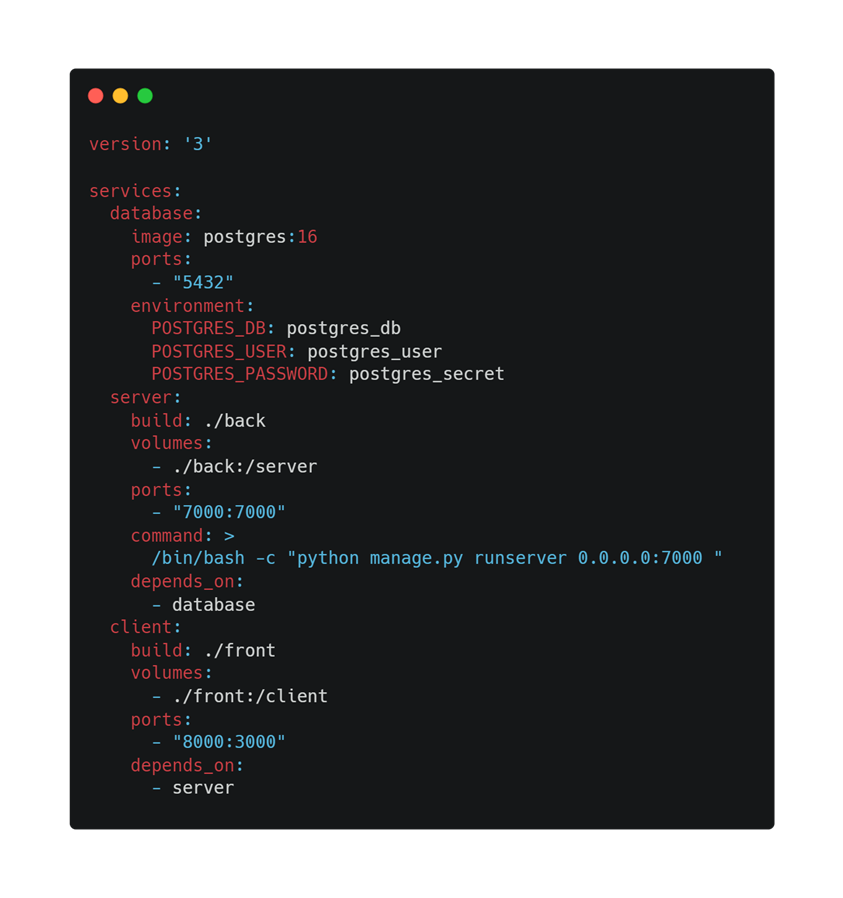 version: '3'

services:
  database:
    image: postgres:16
    ports:
      - "5432"
    environment:
      POSTGRES_DB: postgres_db
      POSTGRES_USER: postgres_user
      POSTGRES_PASSWORD: postgres_secret
  server:
    build: ./back
    volumes:
      - ./back:/server
    ports:
      - "7000:7000"
    command: >
      /bin/bash -c "python manage.py runserver 0.0.0.0:7000 "
    depends_on:
      - database
  client:
    build: ./front
    volumes:
      - ./front:/client
    ports:
      - "8000:3000"
    depends_on:
      - server